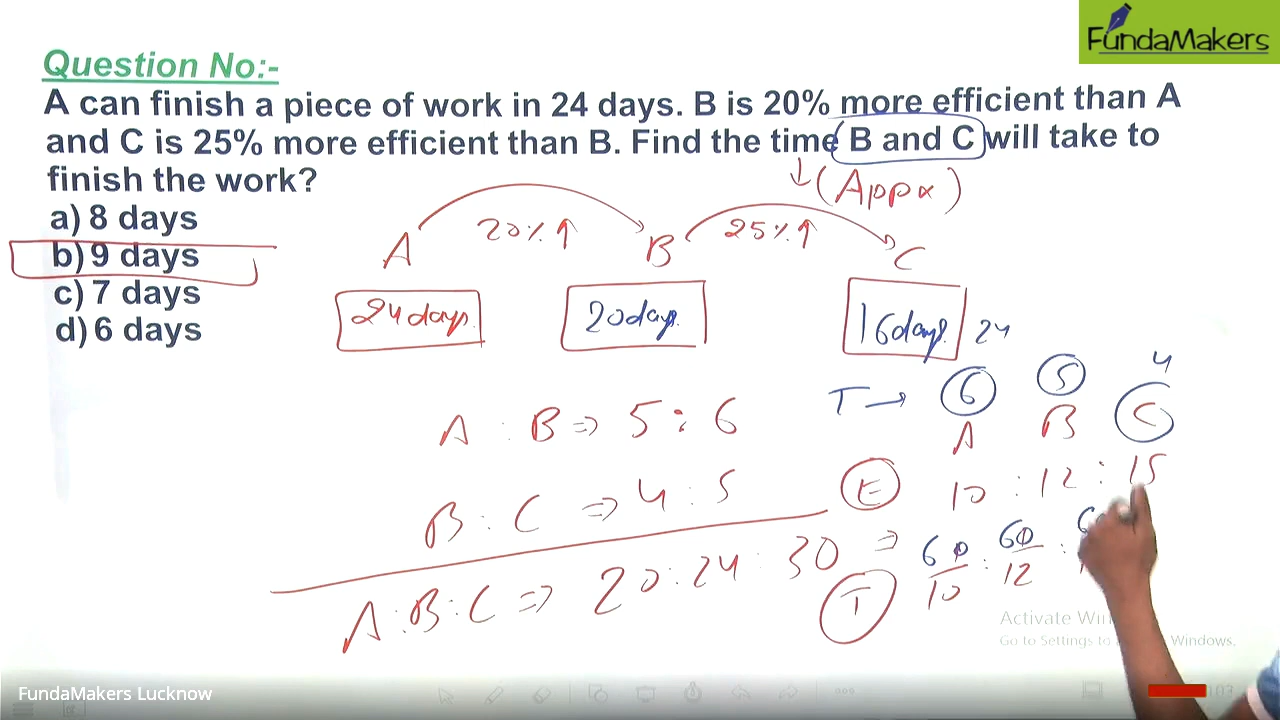 FundaMakers
Question No:-
A can finish a piece of work in 24 days. B is 20% more efficient than A
and C is 25% more efficient than B. Find the time B and C will take to
finish the work?
(Appx)
a) 8 days
b) 9 days
c) 7 days
d) 6 days
A 20%↑ B 25%↑ C
24 days 20 days. 16 days. 24
T → 6 5 4
A B C
A : B => 5 : 6
E 10 : 12 : 15
B : C => 4 : 5
A : B : C => 20 : 24 : 30 =>
T 60/10 : 60/12 :
Activate
Go to Settings to Windows.
FundaMakers Lucknow